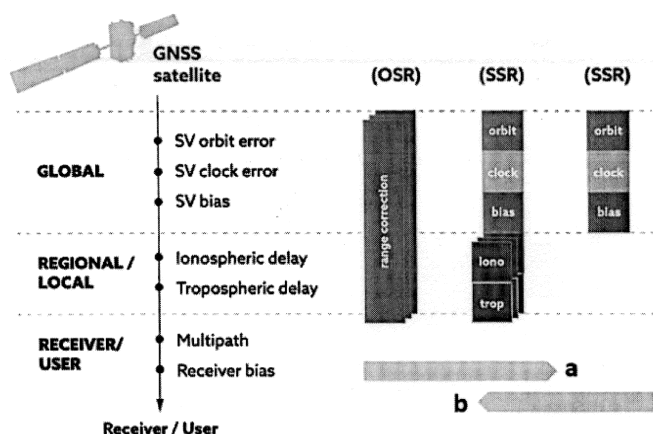 GNSS
satellite
(OSR) (SSR) (SSR)
GLOBAL
SV orbit error
SV clock error
SV bias
range correction
orbit
clock
bias
orbit
clock
bias
REGIONAL /
LOCAL
Ionospheric delay
Tropospheric delay
Iono
trop
RECEIVER/
USER
Multipath
Receiver bias
a
b
Receiver / User